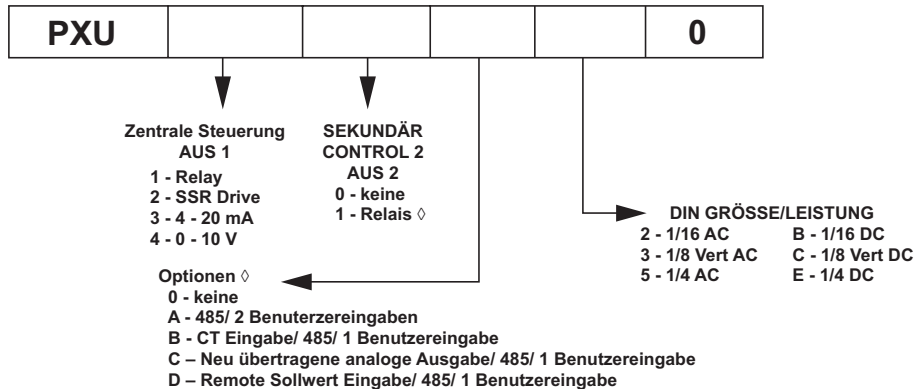 PXU 0
Zentrale Steuerung
AUS 1
1 - Relay
2 - SSR Drive
3 - 4 - 20 mA
4 - 0 - 10 V
SEKUNDÄR
CONTROL 2
AUS 2
0 - keine
1 - Relais ◊
DIN GRÖSSE/LEISTUNG
2 - 1/16 AC B - 1/16 DC
3 - 1/8 Vert AC C - 1/8 Vert DC
5 - 1/4 AC E - 1/4 DC
Optionen ◊
0 - keine
A - 485/ 2 Benuterzereingaben
B - CT Eingabe/ 485/ 1 Benutzereingabe
C – Neu übertragene analoge Ausgabe/ 485/ 1 Benutzereingabe
D – Remote Sollwert Eingabe/ 485/ 1 Benutzereingabe